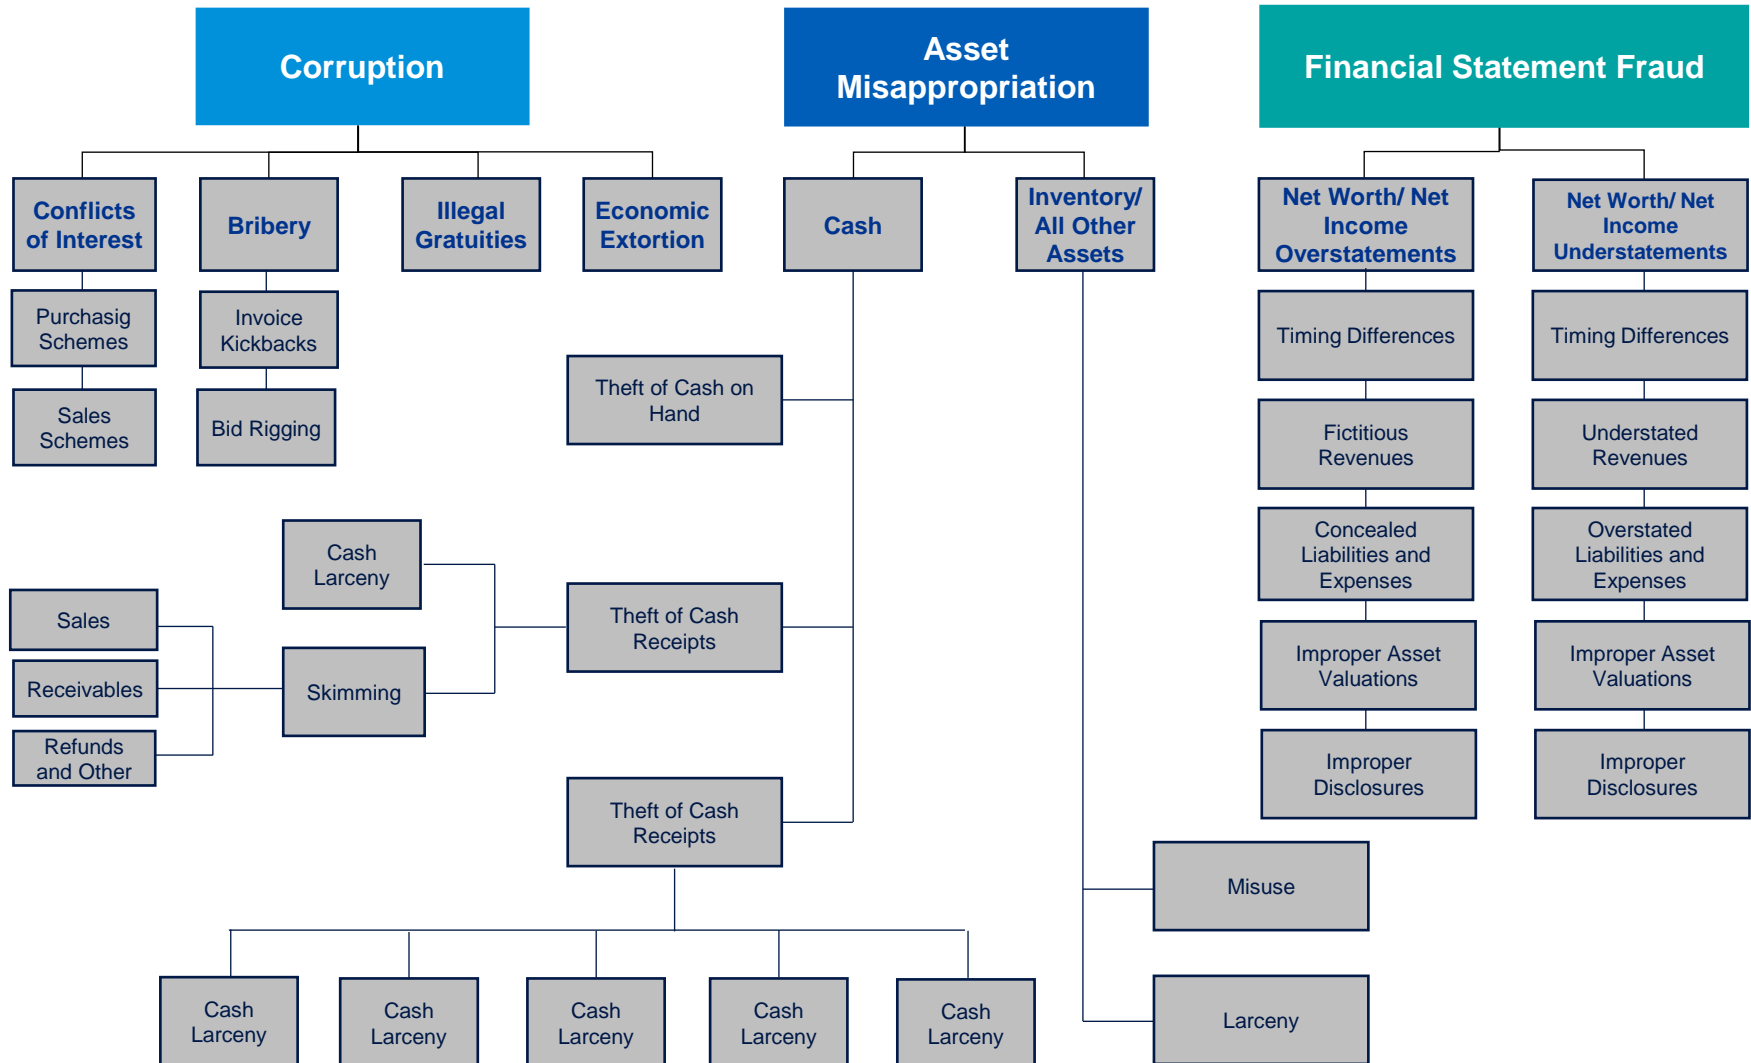 Corruption
Asset
Misappropriation
Financial Statement Fraud
Conflicts
of Interest
Bribery
Illegal
Gratuities
Economic
Extortion
Cash
Inventory/
All Other
Assets
Net Worth/ Net
Income
Overstatements
Net Worth/ Net
Income
Understatements
Purchasig
Schemes
Invoice
Kickbacks
Timing Differences
Timing Differences
Theft of Cash on
Hand
Sales
Schemes
Bid Rigging
Fictitious
Revenues
Understated
Revenues
Cash
Larceny
Concealed
Liabilities and
Expenses
Overstated
Liabilities and
Expenses
Sales
Theft of Cash
Receipts
Receivables
Skimming
Improper Asset
Valuations
Improper Asset
Valuations
Refunds
and Other
Improper
Disclosures
Improper
Disclosures
Theft of Cash
Receipts
Misuse
Cash
Larceny
Cash
Larceny
Cash
Larceny
Cash
Larceny
Cash
Larceny
Larceny